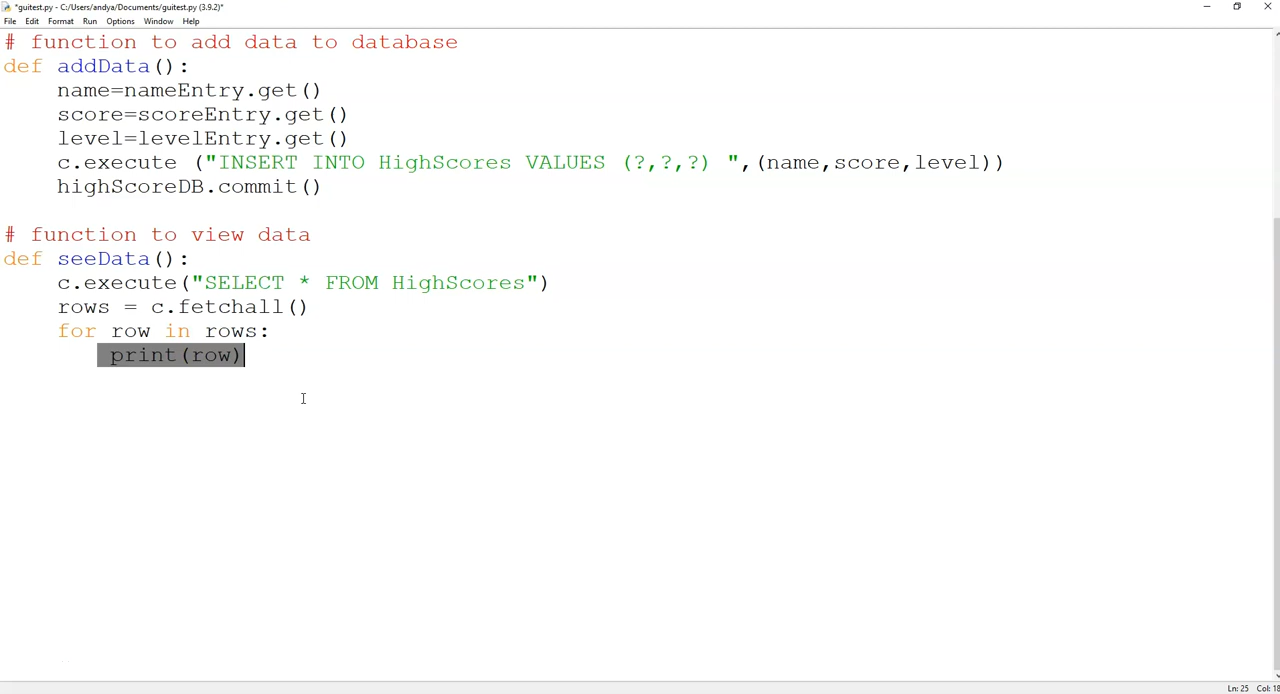 *guitest.py - C:/Users/andya/Documents/guitest.py (3.9.2)*
File Edit Format Run Options Window Help
# function to add data to database
def addData():
    name=nameEntry.get()
    score=scoreEntry.get()
    level=levelEntry.get()
    c.execute ("INSERT INTO HighScores VALUES (?,?,?) ",(name,score,level))
    highScoreDB.commit()
# function to view data
def seeData():
    c.execute("SELECT * FROM HighScores")
    rows = c.fetchall()
    for row in rows:
        print(row)
Ln: 25 Col: 18